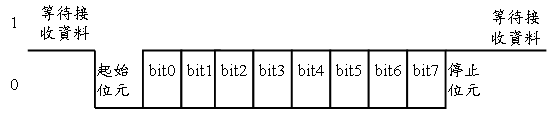 1
等待接
收資料
等待接
收資料
起始
位元
bit0 bit1 bit2 bit3 bit4 bit5 bit6 bit7
停止
位元
0